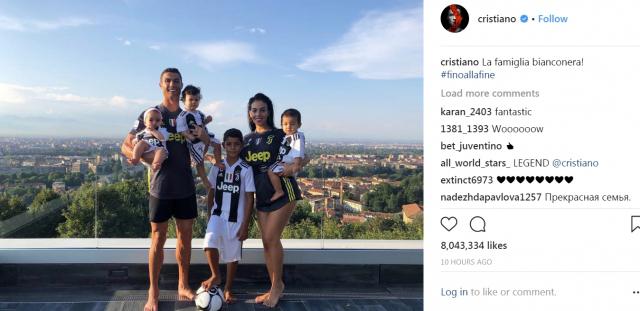 cristiano • Follow
cristiano La famiglia bianconera!
#finoallafine
Load more comments
karan_2403 fantastic
1381_1393 Woooooow
bet_juventino
all_world_stars_ LEGEND @cristiano
extinct6973 ♥♥♥♥♥♥♥♥
nadezhdapavlova1257 Прекрасная семья.
8,043,334 likes
10 HOURS AGO
Log in to like or comment.
Jeep
Jeep
Jeep